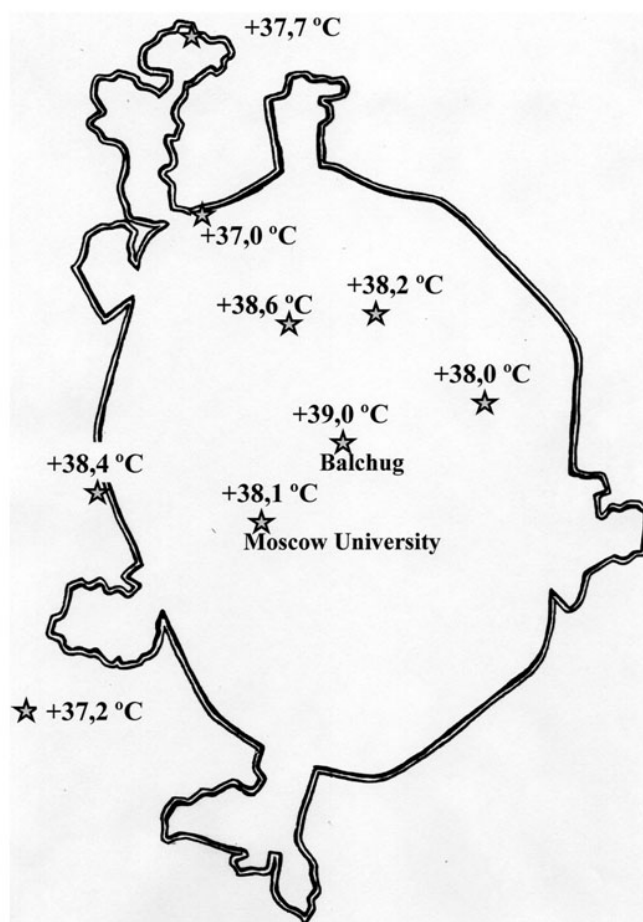 +37,7 ºC
+37,0 ºC
+38,2 ºC
+38,6 ºC
+38,0 ºC
+39,0 ºC
Balchug
+38,4 ºC
+38,1 ºC
Moscow University
+37,2 ºC